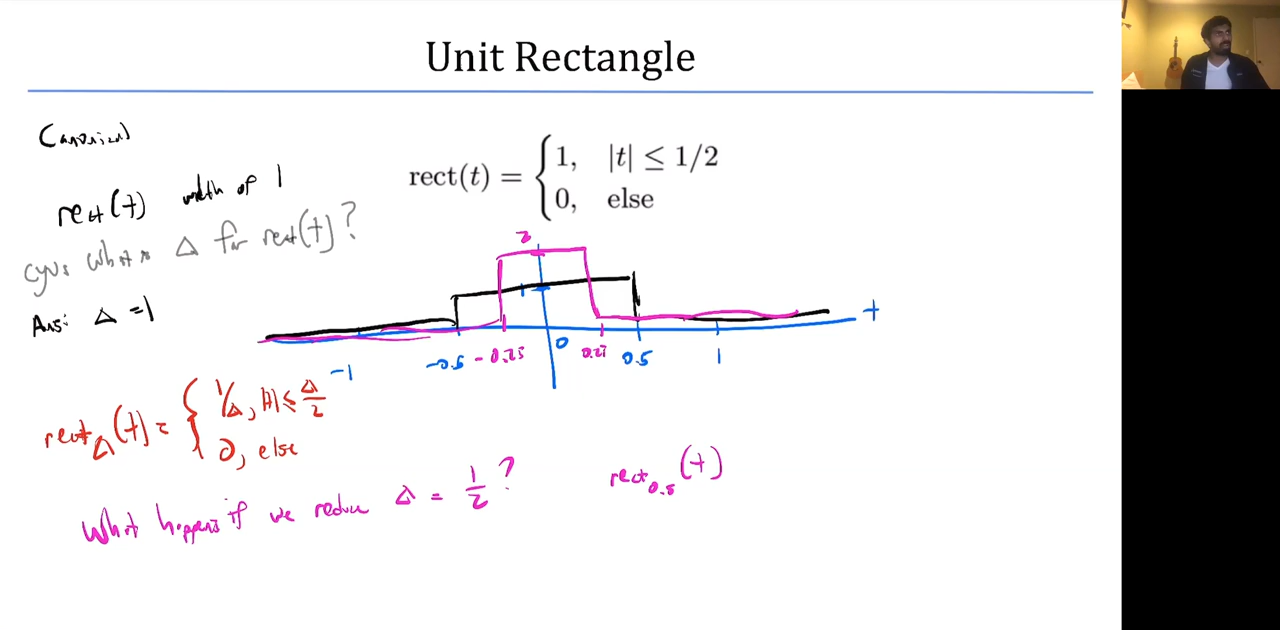 Unit Rectangle
(anonical)
rect(t) width of 1
rect(t) = { 1, |t| ≤ 1/2
0, else
CYU: What is Δ for rect(t)?
Ans: Δ = 1
2
-1 -0.5 -0.25 0 0.25 0.5 1 t
rect_Δ(t) = { 1/Δ, |t| ≤ Δ/2
0, else
What happens if we reduce Δ = 1/2? rect_0.5(t)